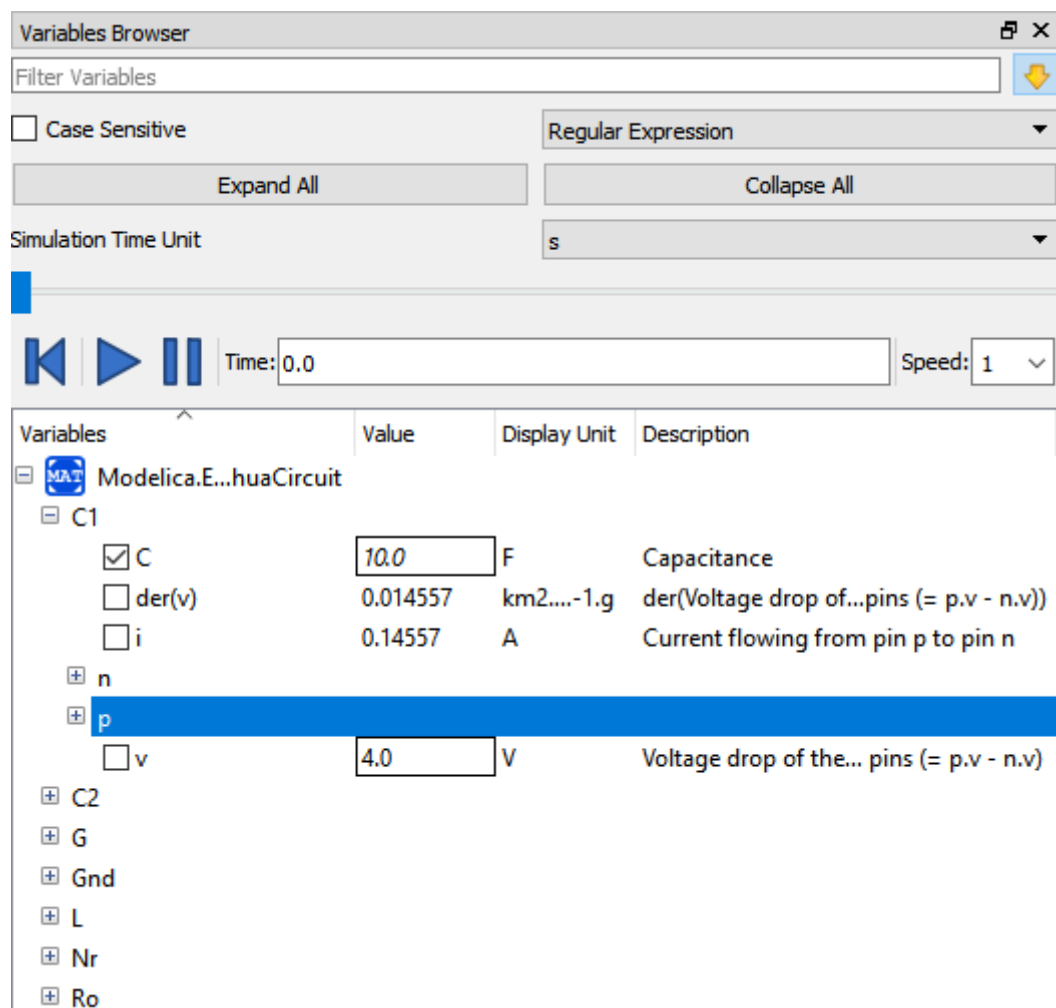 Variables Browser
Filter Variables
Case Sensitive Regular Expression
Expand All Collapse All
Simulation Time Unit s
Time: 0.0 Speed: 1
Variables Value Display Unit Description
MAT Modelica.E...huaCircuit
C1
C 10.0 F Capacitance
der(v) 0.014557 km2....-1.g der(Voltage drop of...pins (= p.v - n.v))
i 0.14557 A Current flowing from pin p to pin n
n
p
v 4.0 V Voltage drop of the... pins (= p.v - n.v)
C2
G
Gnd
L
Nr
Ro